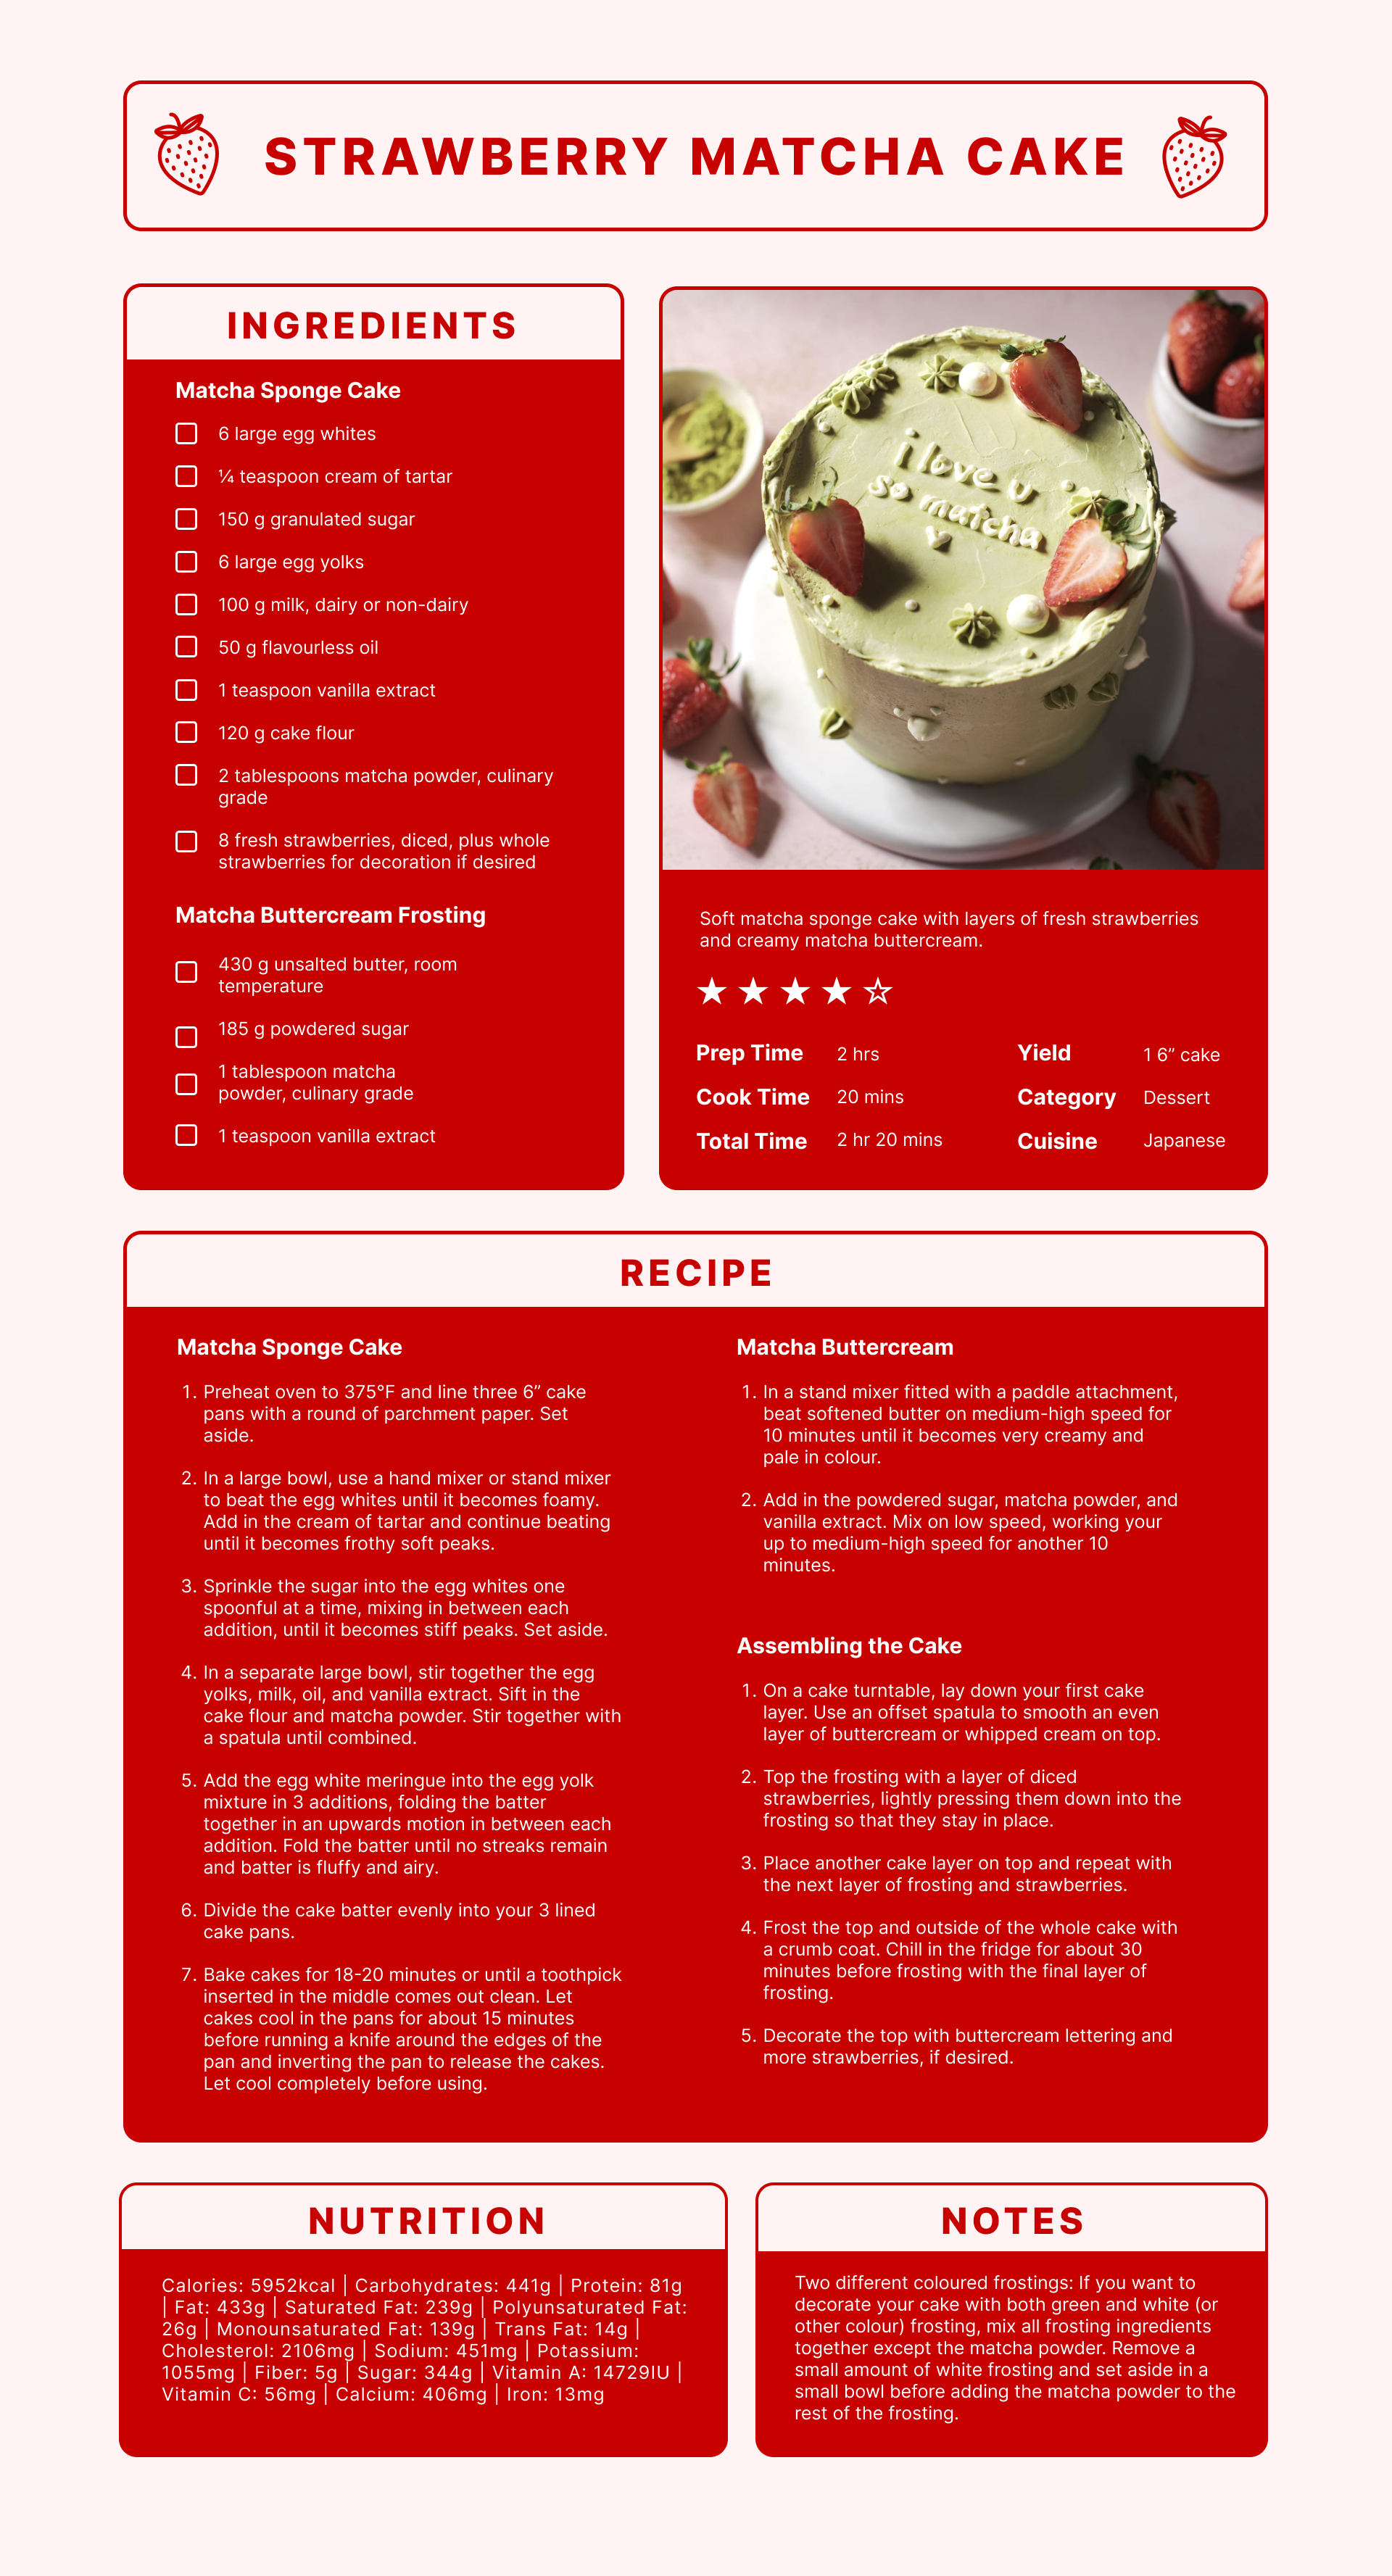 STRAWBERRY MATCHA CAKE
INGREDIENTS
Matcha Sponge Cake
6 large egg whites
¼ teaspoon cream of tartar
150 g granulated sugar
6 large egg yolks
100 g milk, dairy or non-dairy
50 g flavourless oil
1 teaspoon vanilla extract
120 g cake flour
2 tablespoons matcha powder, culinary
grade
8 fresh strawberries, diced, plus whole
strawberries for decoration if desired
Matcha Buttercream Frosting
430 g unsalted butter, room
temperature
185 g powdered sugar
1 tablespoon matcha
powder, culinary grade
1 teaspoon vanilla extract
i love u
so matcha
Soft matcha sponge cake with layers of fresh strawberries
and creamy matcha buttercream.
★ ★ ★ ★ ☆
Prep Time 2 hrs Yield 1 6” cake
Cook Time 20 mins Category Dessert
Total Time 2 hr 20 mins Cuisine Japanese
RECIPE
Matcha Sponge Cake
1. Preheat oven to 375°F and line three 6” cake
pans with a round of parchment paper. Set
aside.
2. In a large bowl, use a hand mixer or stand mixer
to beat the egg whites until it becomes foamy.
Add in the cream of tartar and continue beating
until it becomes frothy soft peaks.
3. Sprinkle the sugar into the egg whites one
spoonful at a time, mixing in between each
addition, until it becomes stiff peaks. Set aside.
4. In a separate large bowl, stir together the egg
yolks, milk, oil, and vanilla extract. Sift in the
cake flour and matcha powder. Stir together with
a spatula until combined.
5. Add the egg white meringue into the egg yolk
mixture in 3 additions, folding the batter
together in an upwards motion in between each
addition. Fold the batter until no streaks remain
and batter is fluffy and airy.
6. Divide the cake batter evenly into your 3 lined
cake pans.
7. Bake cakes for 18-20 minutes or until a toothpick
inserted in the middle comes out clean. Let
cakes cool in the pans for about 15 minutes
before running a knife around the edges of the
pan and inverting the pan to release the cakes.
Let cool completely before using.
Matcha Buttercream
1. In a stand mixer fitted with a paddle attachment,
beat softened butter on medium-high speed for
10 minutes until it becomes very creamy and
pale in colour.
2. Add in the powdered sugar, matcha powder, and
vanilla extract. Mix on low speed, working your
up to medium-high speed for another 10
minutes.
Assembling the Cake
1. On a cake turntable, lay down your first cake
layer. Use an offset spatula to smooth an even
layer of buttercream or whipped cream on top.
2. Top the frosting with a layer of diced
strawberries, lightly pressing them down into the
frosting so that they stay in place.
3. Place another cake layer on top and repeat with
the next layer of frosting and strawberries.
4. Frost the top and outside of the whole cake with
a crumb coat. Chill in the fridge for about 30
minutes before frosting with the final layer of
frosting.
5. Decorate the top with buttercream lettering and
more strawberries, if desired.
NUTRITION
Calories: 5952kcal | Carbohydrates: 441g | Protein: 81g
| Fat: 433g | Saturated Fat: 239g | Polyunsaturated Fat:
26g | Monounsaturated Fat: 139g | Trans Fat: 14g |
Cholesterol: 2106mg | Sodium: 451mg | Potassium:
1055mg | Fiber: 5g | Sugar: 344g | Vitamin A: 14729IU |
Vitamin C: 56mg | Calcium: 406mg | Iron: 13mg
NOTES
Two different coloured frostings: If you want to
decorate your cake with both green and white (or
other colour) frosting, mix all frosting ingredients
together except the matcha powder. Remove a
small amount of white frosting and set aside in a
small bowl before adding the matcha powder to the
rest of the frosting.